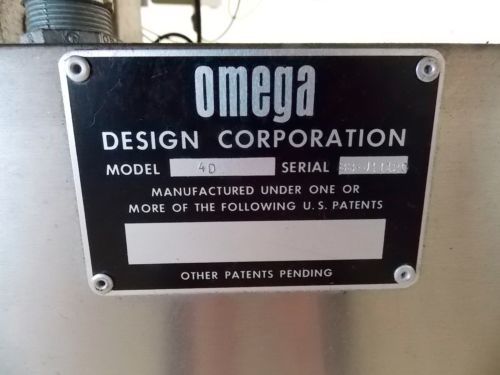 omega
DESIGN CORPORATION
MODEL 4D SERIAL
MANUFACTURED UNDER ONE OR
MORE OF THE FOLLOWING U.S. PATENTS
OTHER PATENTS PENDING